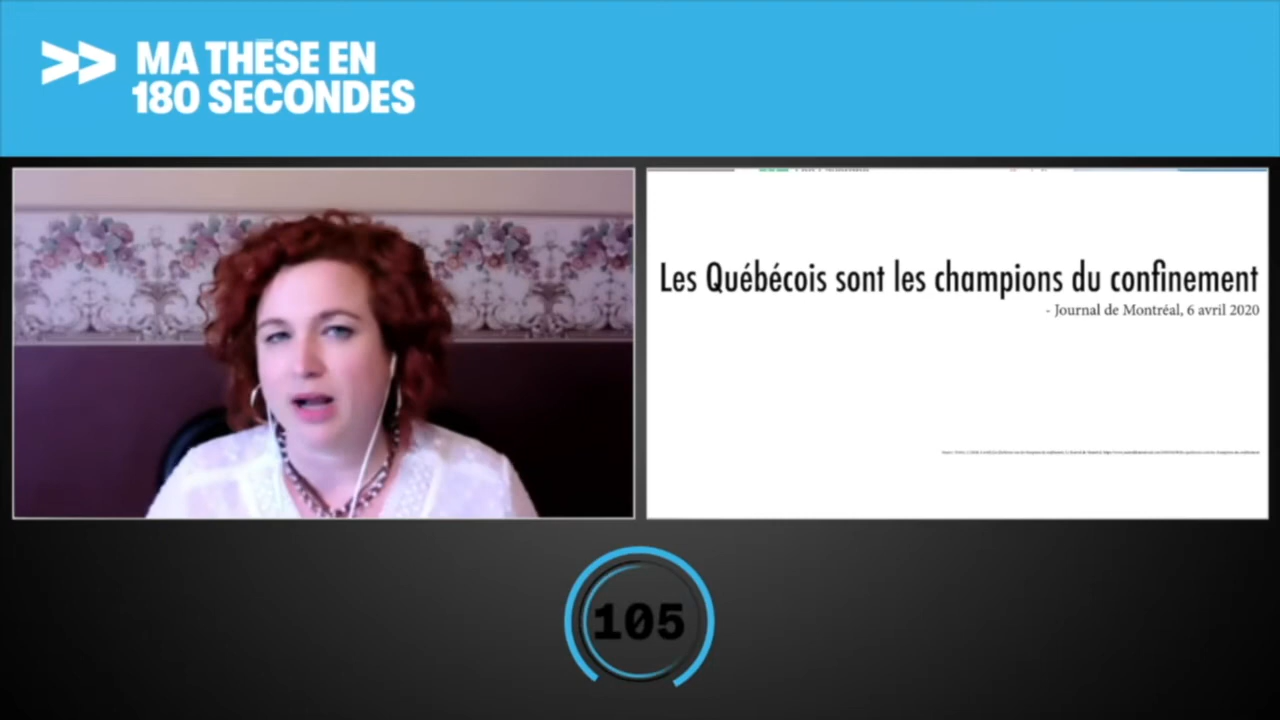 >> MA THÈSE EN
180 SECONDES
Les Québécois sont les champions du confinement
- Journal de Montréal, 6 avril 2020
105